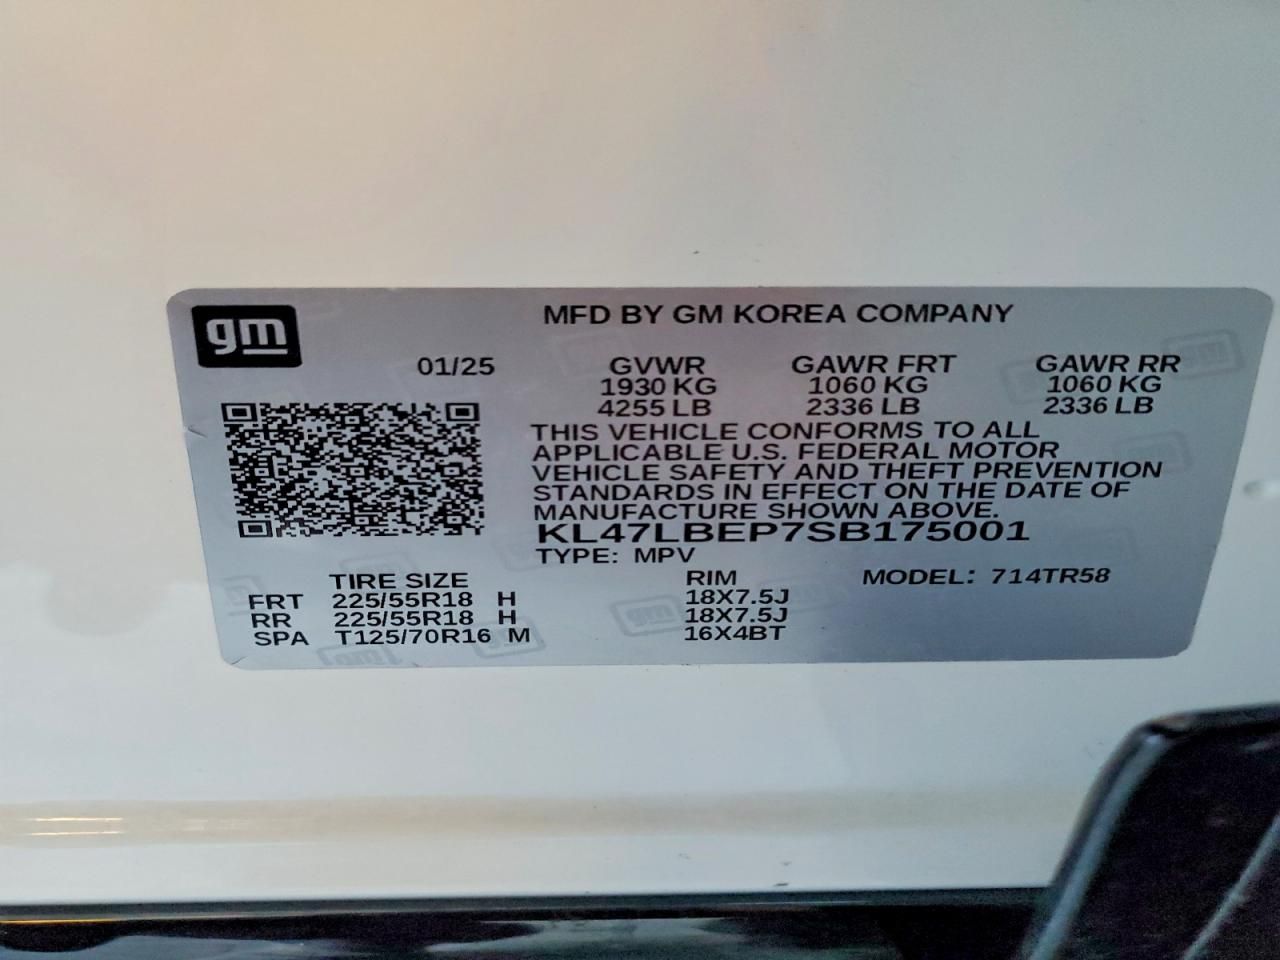 gm
MFD BY GM KOREA COMPANY
01/25 GVWR GAWR FRT GAWR RR
1930 KG 1060 KG 1060 KG
4255 LB 2336 LB 2336 LB
THIS VEHICLE CONFORMS TO ALL
APPLICABLE U.S. FEDERAL MOTOR
VEHICLE SAFETY AND THEFT PREVENTION
STANDARDS IN EFFECT ON THE DATE OF
MANUFACTURE SHOWN ABOVE.
KL47LBEP7SB175001
TYPE: MPV
TIRE SIZE RIM MODEL: 714TR58
FRT 225/55R18 H 18X7.5J
RR 225/55R18 H 18X7.5J
SPA T125/70R16 M 16X4BT